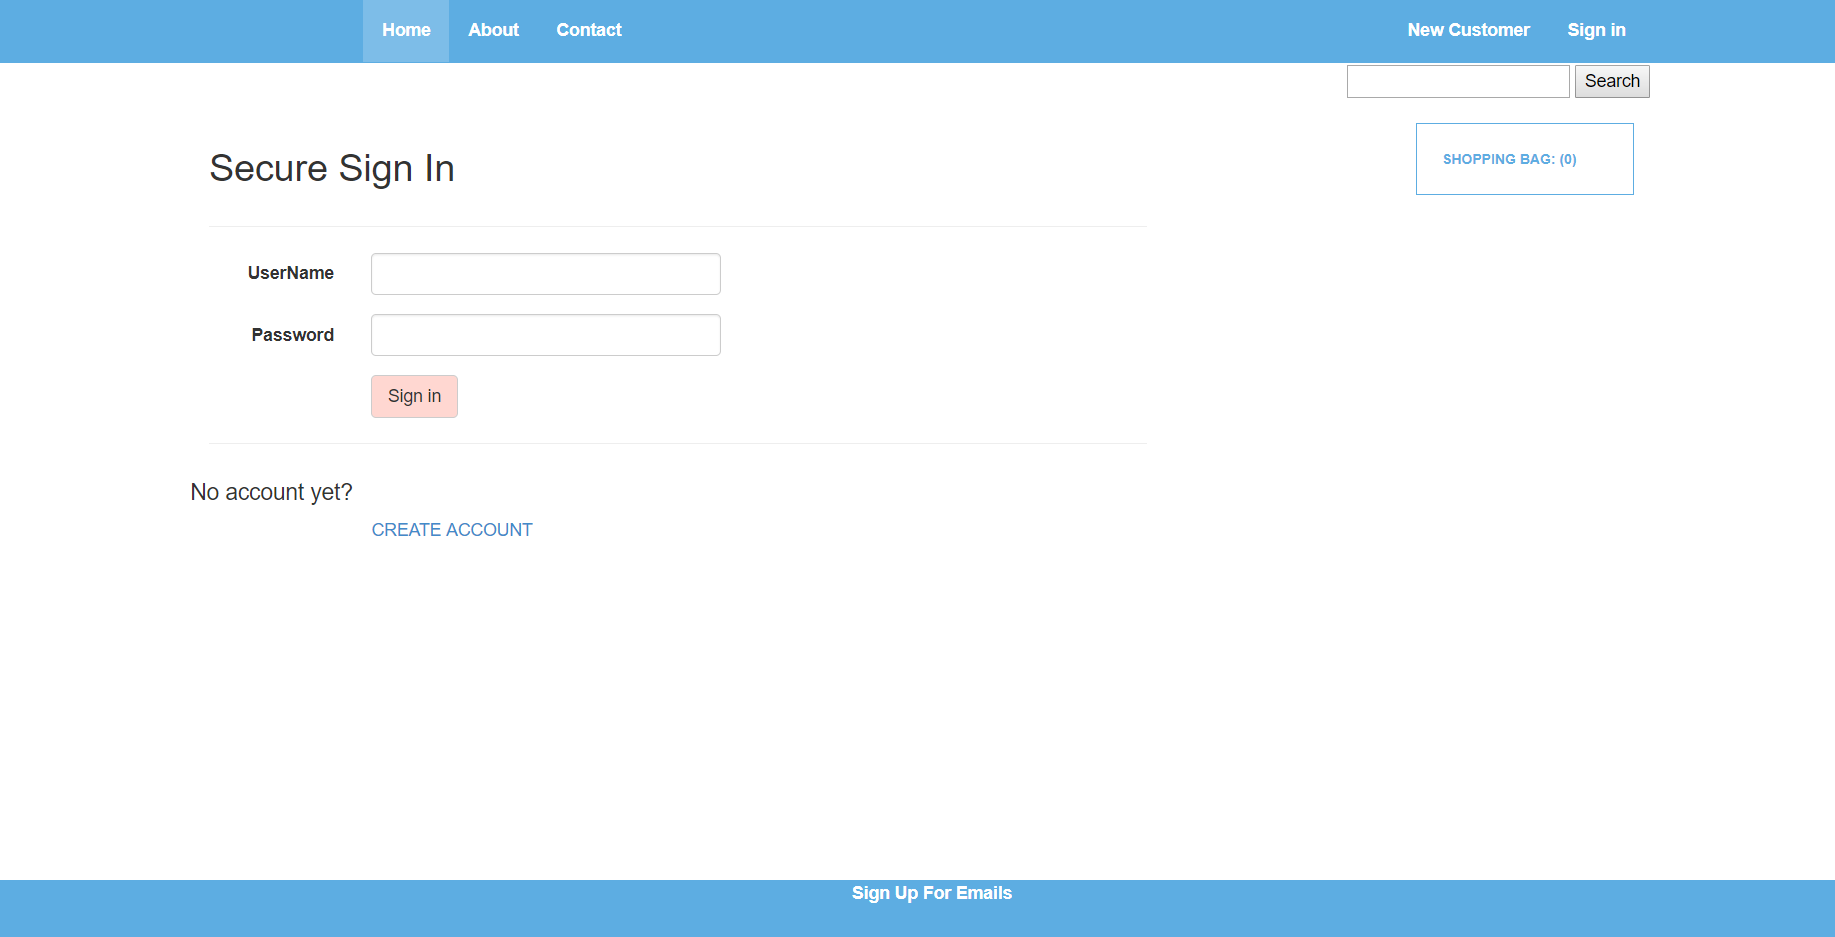 Home About Contact New Customer Sign in
Search
SHOPPING BAG: (0)
Secure Sign In
UserName
Password
Sign in
No account yet?
CREATE ACCOUNT
Sign Up For Emails